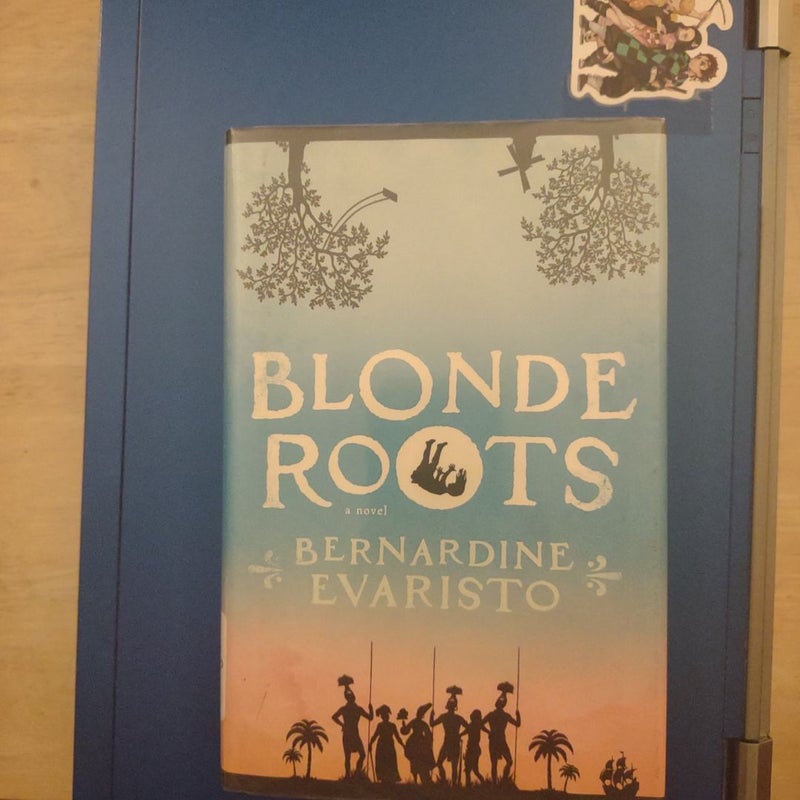 BLONDE
ROOTS
a novel
BERNARDINE
EVARISTO